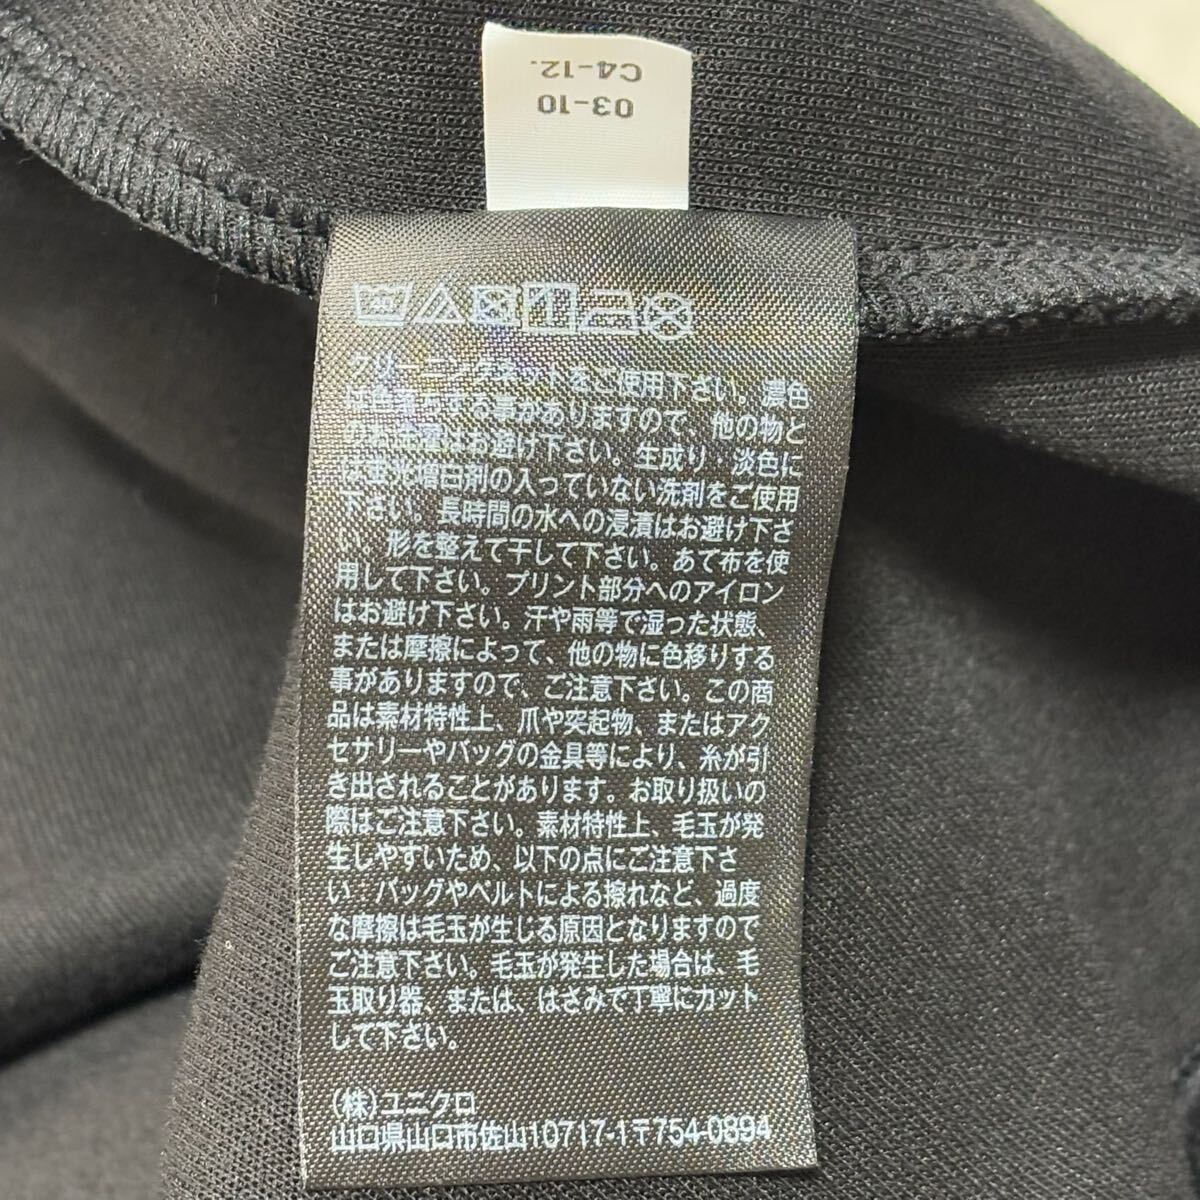 C4-12.
03-10
クリーニングネットをご使用下さい。濃色
は色落ちする事がありますので、他の物と
のお洗濯はお避け下さい。生成り・淡色に
は蛍光増白剤の入っていない洗剤をご使用
下さい。長時間の水への浸漬はお避け下さ
い。形を整えて干して下さい。あて布を使
用して下さい。プリント部分へのアイロン
はお避け下さい。汗や雨等で湿った状態、
または摩擦によって、他の物に色移りする
事がありますので、ご注意下さい。この商
品は素材特性上、爪や突起物、またはアク
セサリーやバッグの金具等により、糸が引
き出されることがあります。お取り扱いの
際はご注意下さい。素材特性上、毛玉が発
生しやすいため、以下の点にご注意下さ
い・バッグやベルトによる擦れなど、過度
な摩擦は毛玉が生じる原因となりますので
ご注意下さい。毛玉が発生した場合は、毛
玉取り器、または、はさみで丁寧にカット
して下さい。
(株)ユニクロ
山口県山口市佐山10717-1〒754-0894